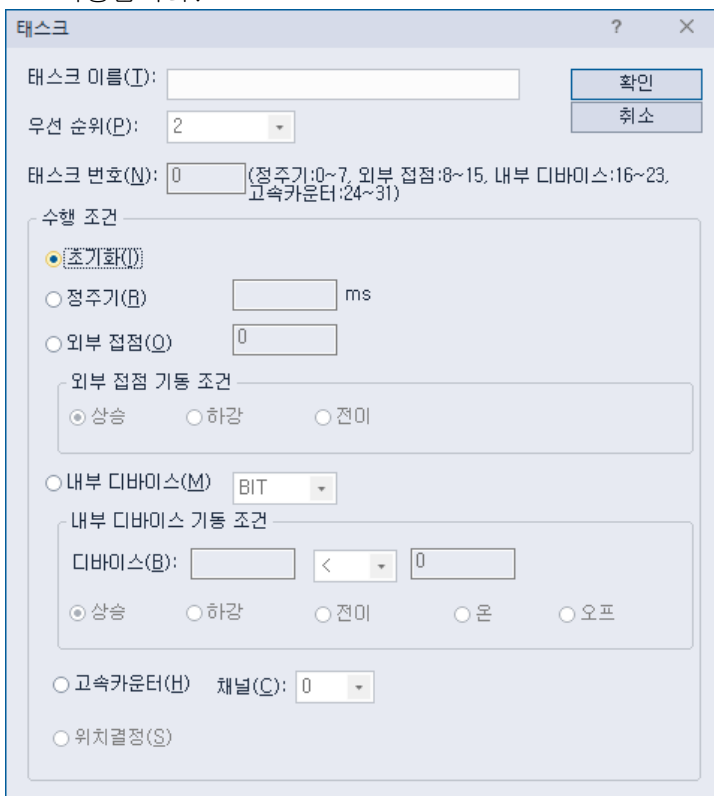 태스크 ? ×
태스크 이름(T):
확인
우선 순위(P): 2
취소
태스크 번호(N): 0 (정주기:0~7, 외부 접점:8~15, 내부 디바이스:16~23,
고속카운터:24~31)
수행 조건
초기화(I)
정주기(R) ms
외부 접점(O) 0
외부 접점 기동 조건
상승 하강 전이
내부 디바이스(M) BIT
내부 디바이스 기동 조건
디바이스(B): < 0
상승 하강 전이 온 오프
고속카운터(H) 채널(C): 0
위치결정(S)